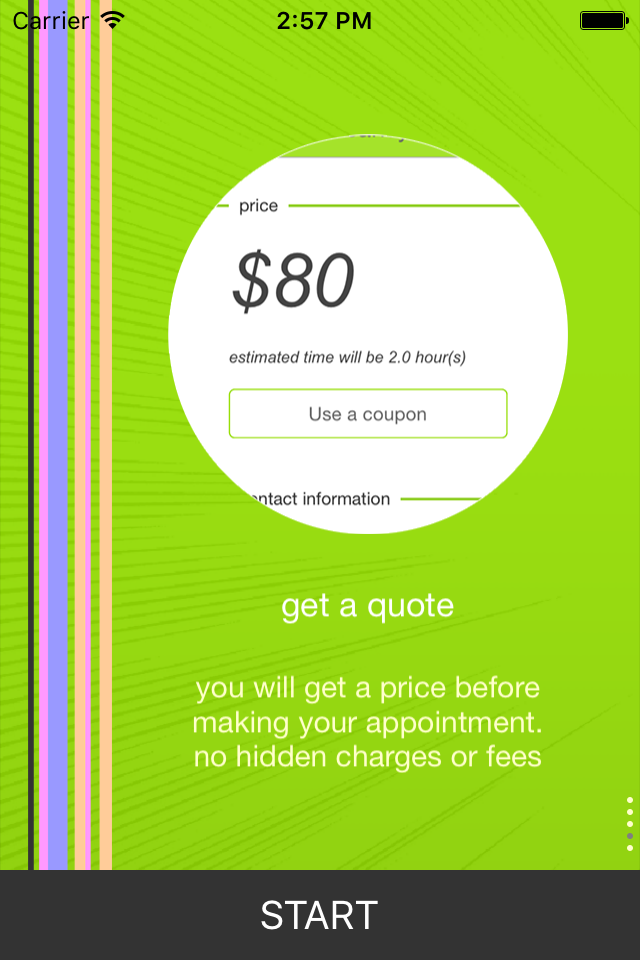 Carrier 2:57 PM
price
$80
estimated time will be 2.0 hour(s)
Use a coupon
ntact information
get a quote
you will get a price before
making your appointment.
no hidden charges or fees
START